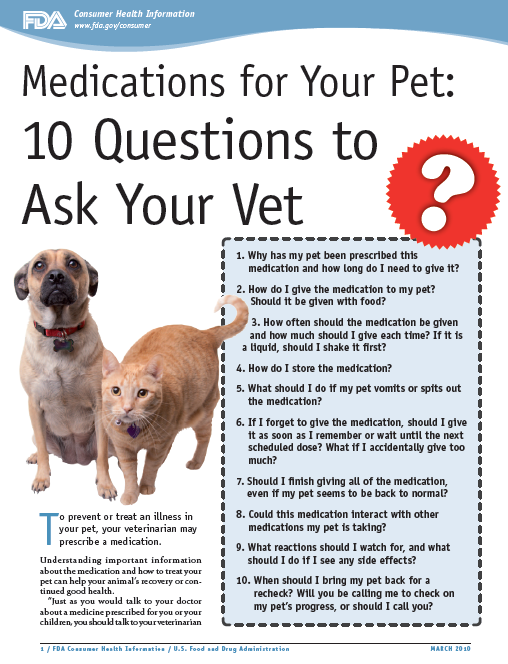 FDA
Consumer Health Information
www.fda.gov/consumer
Medications for Your Pet:
10 Questions to
Ask Your Vet
?
1. Why has my pet been prescribed this
medication and how long do I need to give it?
2. How do I give the medication to my pet?
Should it be given with food?
3. How often should the medication be given
and how much should I give each time? If it is
a liquid, should I shake it first?
4. How do I store the medication?
5. What should I do if my pet vomits or spits out
the medication?
6. If I forget to give the medication, should I give
it as soon as I remember or wait until the next
scheduled dose? What if I accidentally give too
much?
7. Should I finish giving all of the medication,
even if my pet seems to be back to normal?
8. Could this medication interact with other
medications my pet is taking?
9. What reactions should I watch for, and what
should I do if I see any side effects?
10. When should I bring my pet back for a
recheck? Will you be calling me to check on
my pet's progress, or should I call you?
To prevent or treat an illness in
your pet, your veterinarian may
prescribe a medication.
Understanding important information
about the medication and how to treat your
pet can help your animal's recovery or con-
tinued good health.
"Just as you would talk to your doctor
about a medicine prescribed for you or your
children, you should talk to your veterinarian
1 / FDA Consumer Health Information / U.S. Food and Drug Administration
MARCH 2010